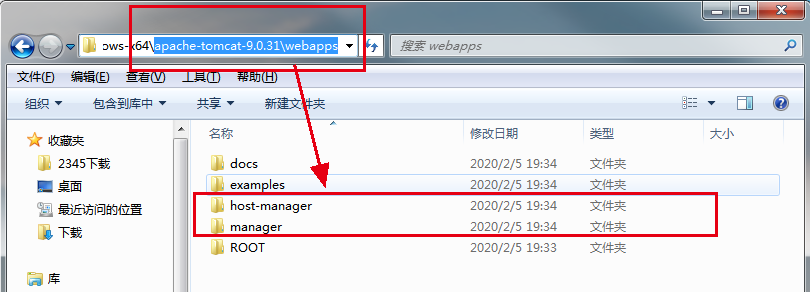 ows-x64\apache-tomcat-9.0.31\webapps
搜索 webapps
文件(F) 编辑(E) 查看(V) 工具(T) 帮助(H)
组织 包含到库中 共享 新建文件夹
名称 修改日期 类型 大小
收藏夹
2345下载
桌面
最近访问的位置
下载
库
docs 2020/2/5 19:34 文件夹
examples 2020/2/5 19:34 文件夹
host-manager 2020/2/5 19:34 文件夹
manager 2020/2/5 19:34 文件夹
ROOT 2020/2/5 19:33 文件夹